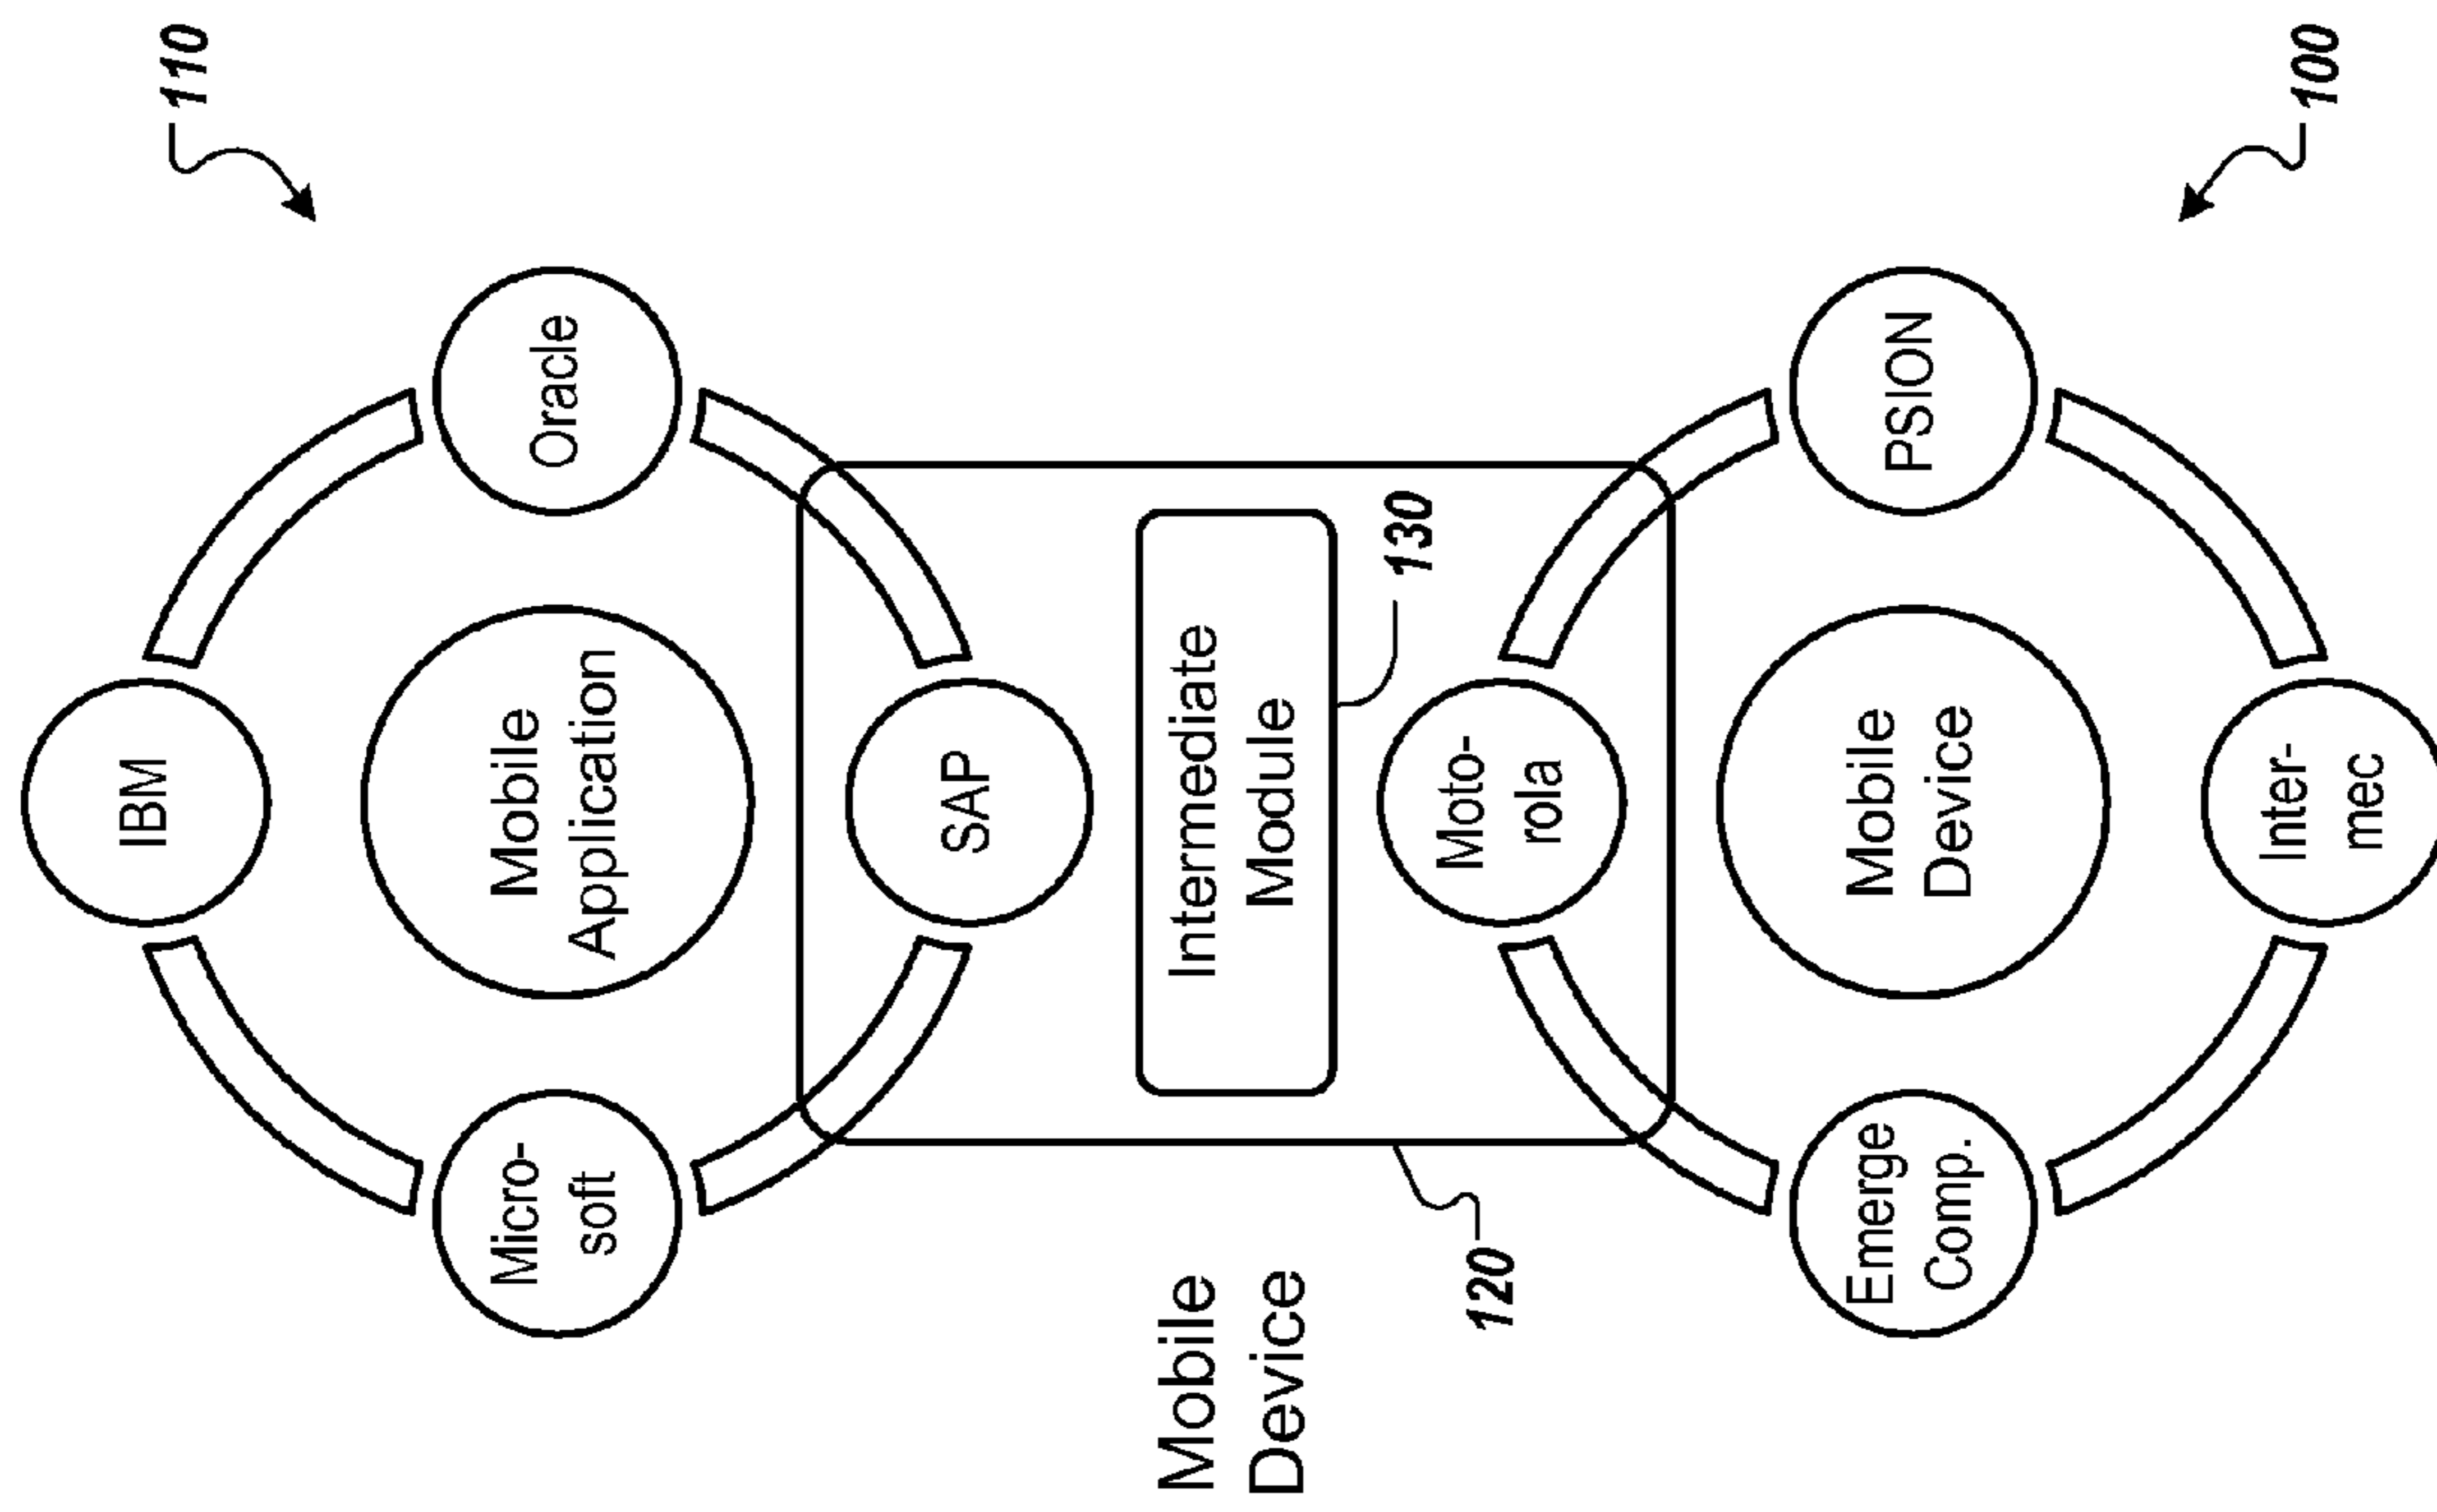 110
IBM
Micro-
soft
Mobile
Application
Oracle
SAP
Mobile
Device
Intermediate
Module
130
120
Moto-
rola
Emerge
Comp.
Mobile
Device
PSION
Inter-
mec
100